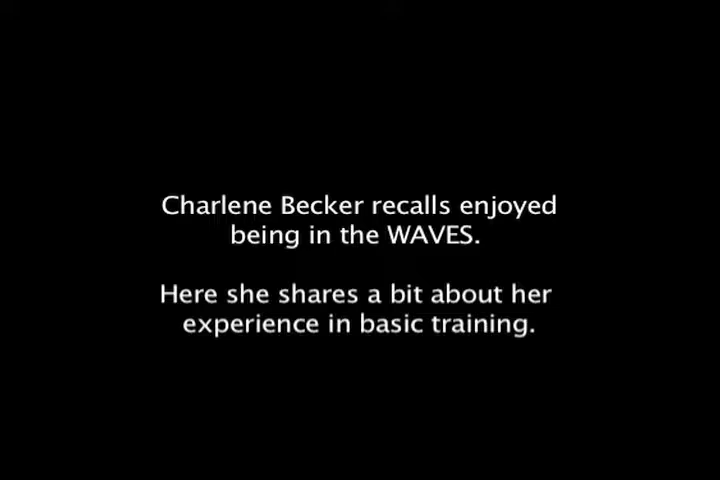 Charlene Becker recalls enjoyed
being in the WAVES.
Here she shares a bit about her
experience in basic training.